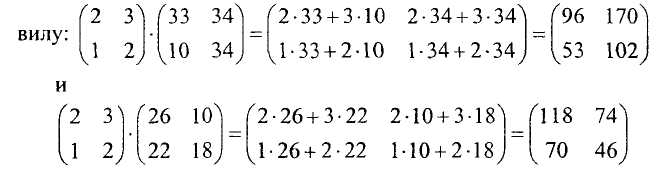 вилу: (2 3 1 2)·(33 34 10 34)=(2·33+3·10 2·34+3·34 1·33+2·10 1·34+2·34)=(96 170 53 102)
и
(2 3 1 2)·(26 10 22 18)=(2·26+3·22 2·10+3·18 1·26+2·22 1·10+2·18)=(118 74 70 46)